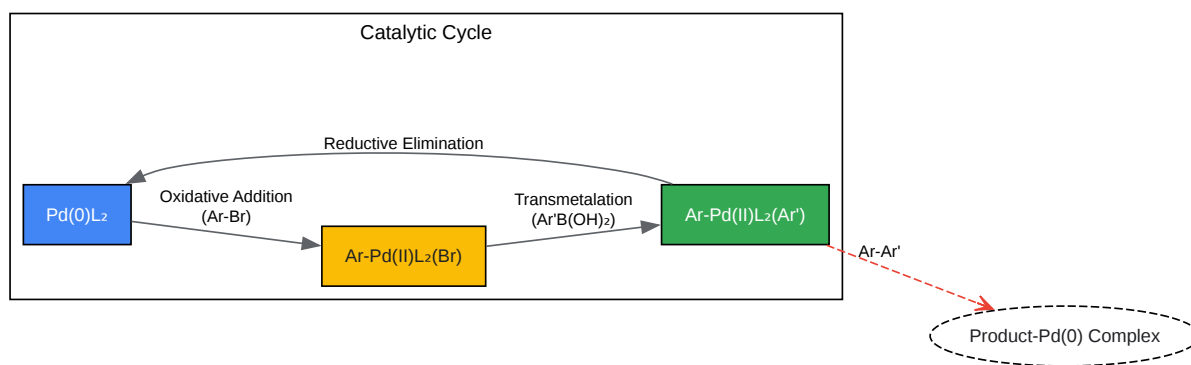 Catalytic Cycle
Reductive Elimination
Pd(0)L₂
Oxidative Addition
(Ar-Br)
Ar-Pd(II)L₂(Br)
Transmetalation
(Ar'B(OH)₂)
Ar-Pd(II)L₂(Ar')
Ar-Ar'
Product-Pd(0) Complex